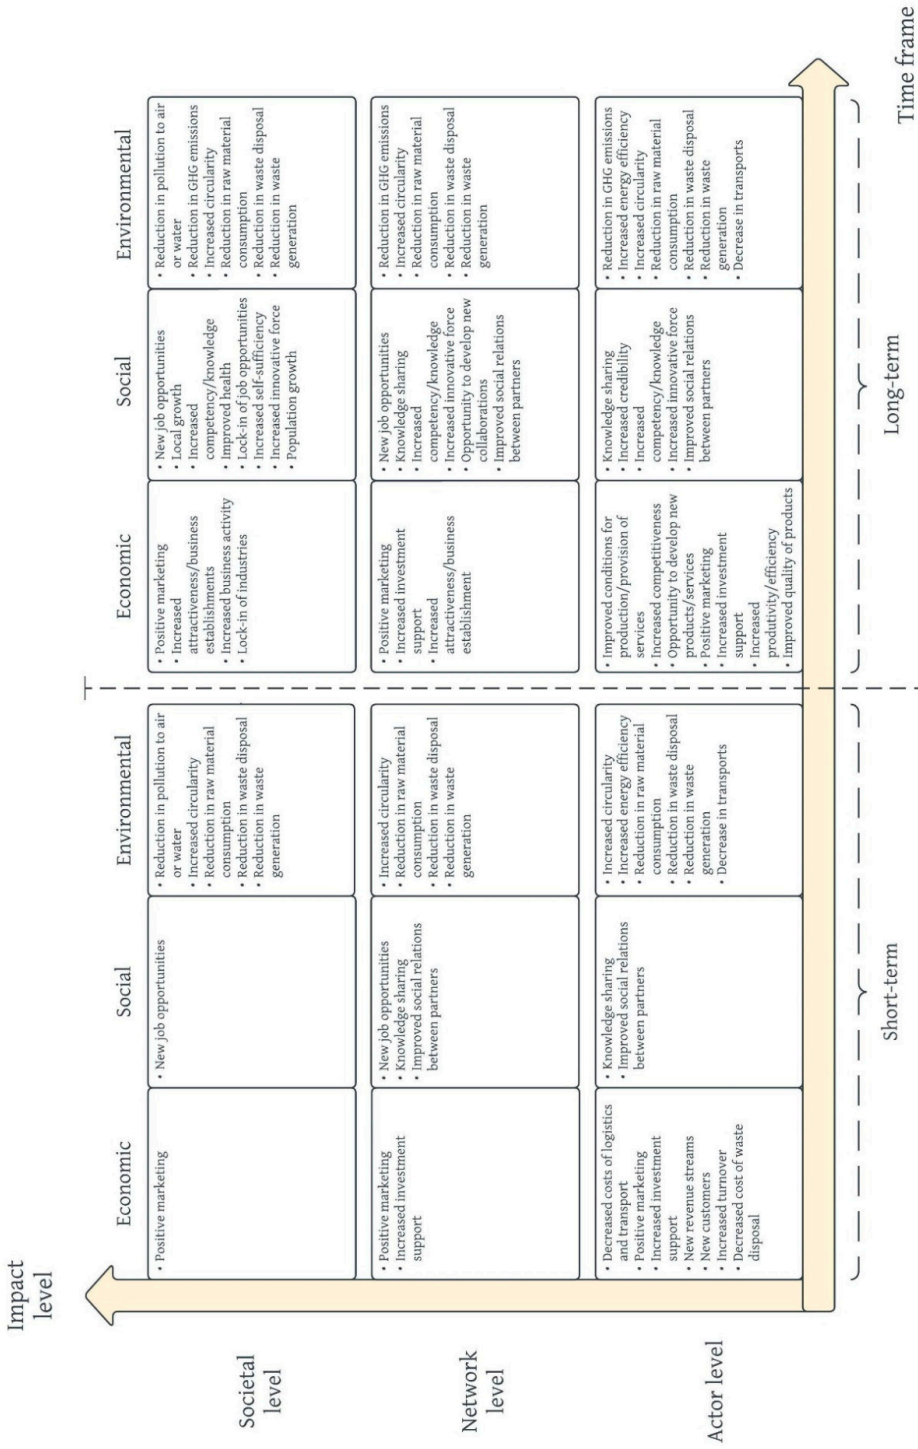 Impact
level
Economic
Social
Environmental
Economic
Social
Environmental
Societal
level
• Positive marketing
• New job opportunities
• Reduction in pollution to air
or water
• Increased circularity
• Reduction in raw material
consumption
• Reduction in waste disposal
• Reduction in waste
generation
• Positive marketing
• Increased
attractiveness/business
establishments
• Increased business activity
• Lock-in of industries
• New job opportunities
• Local growth
• Increased
competency/knowledge
• Improved health
• Lock-in of job opportunities
• Increased self-sufficiency
• Increased innovative force
• Population growth
• Reduction in pollution to air
or water
• Reduction in GHG emissions
• Increased circularity
• Reduction in raw material
consumption
• Reduction in waste disposal
• Reduction in waste
generation
Network
level
• Positive marketing
• Increased investment
support
• New job opportunities
• Knowledge sharing
• Improved social relations
between partners
• Increased circularity
• Reduction in raw material
consumption
• Reduction in waste disposal
• Reduction in waste
generation
• Positive marketing
• Increased investment
support
• Increased
attractiveness/business
establishment
• New job opportunities
• Knowledge sharing
• Increased
competency/knowledge
• Increased innovative force
• Opportunity to develop new
collaborations
• Improved social relations
between partners
• Reduction in GHG emissions
• Increased circularity
• Reduction in raw material
consumption
• Reduction in waste disposal
• Reduction in waste
generation
Actor level
• Decreased costs of logistics
and transport
• Positive marketing
• Increased investment
support
• New revenue streams
• New customers
• Increased turnover
• Decreased cost of waste
disposal
• Knowledge sharing
• Improved social relations
between partners
• Increased circularity
• Increased energy efficiency
• Reduction in raw material
consumption
• Reduction in waste disposal
• Reduction in waste
generation
• Decrease in transports
• Improved conditions for
production/provision of
services
• Increased competitiveness
• Opportunity to develop new
products/services
• Positive marketing
• Increased investment
support
• Increased
produtivity/efficiency
• Improved quality of products
• Knowledge sharing
• Increased credibility
• Increased
competency/knowledge
• Increased innovative force
• Improved social relations
between partners
• Reduction in GHG emissions
• Increased energy efficiency
• Increased circularity
• Reduction in raw material
consumption
• Reduction in waste disposal
• Reduction in waste
generation
• Decrease in transports
Short-term
Long-term
Time frame